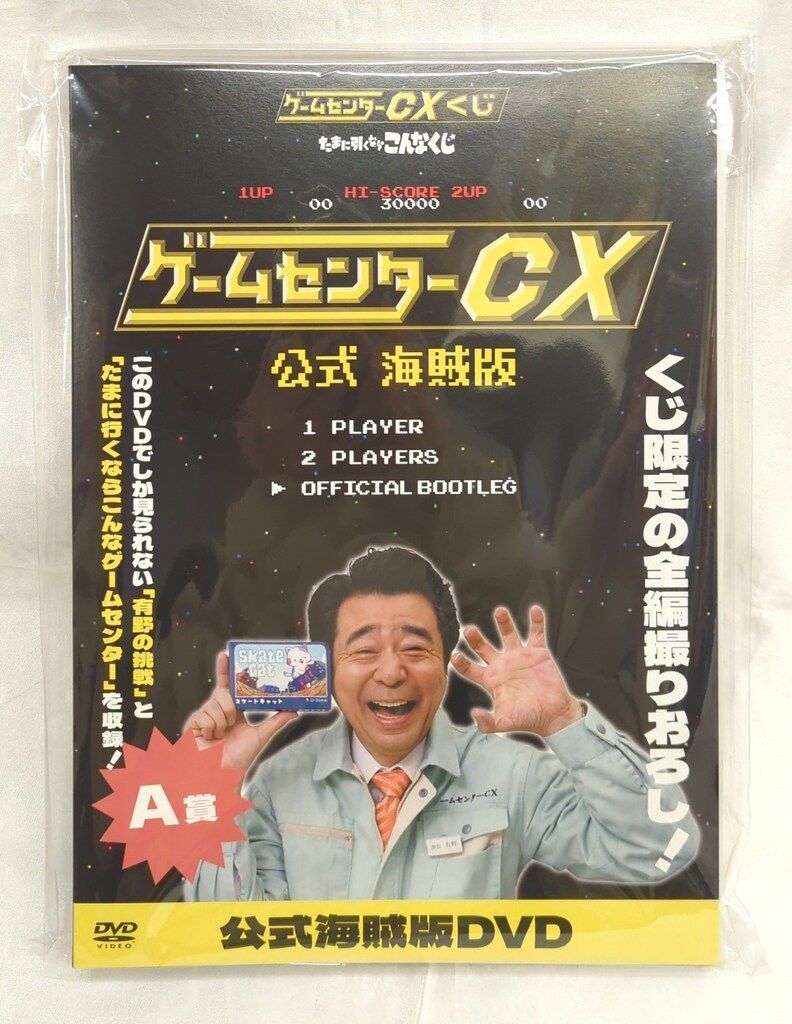 ゲームセンターCXくじ
たまに引くならこんなくじ
1UP HI-SCORE 2UP
00 30000 00
ゲームセンターCX
公式 海賊版
1 PLAYER
2 PLAYERS
▶ OFFICIAL BOOTLEG
くじ限定の全編撮りおろし!
このDVDでしか見られない「有野の挑戦」と
「たまに行くならこんなゲームセンター」を収録!
Skate
Cat
スケートキャット
ームセンターCX
課長 有野
A賞
DVD
VIDEO
公式海賊版DVD